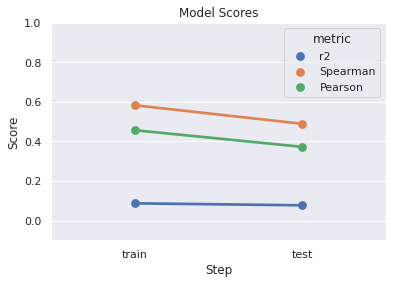 Model Scores
metric
r2
Spearman
Pearson
Score
1.0
0.8
0.6
0.4
0.2
0.0
train
test
Step